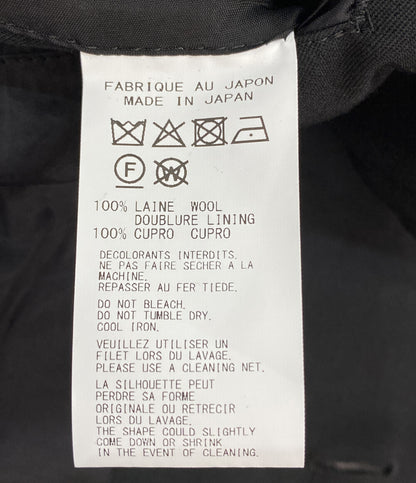 FABRIQUE AU JAPON
MADE IN JAPAN
F W
100% LAINE WOOL
DOUBLURE LINING
100% CUPRO CUPRO
DECOLORANTS INTERDITS.
NE PAS FAIRE SECHER A LA
MACHINE.
REPASSER AU FER TIEDE.
DO NOT BLEACH.
DO NOT TUMBLE DRY.
COOL IRON.
VEUILLEZ UTILISER UN
FILET LORS DU LAVAGE.
PLEASE USE A CLEANING NET.
LA SILHOUETTE PEUT
PERDRE SA FORME
ORIGINALE OU RETRECIR
LORS DU LAVAGE.
THE SHAPE COULD SLIGHTLY
COME DOWN OR SHRINK
IN THE EVENT OF CLEANING.